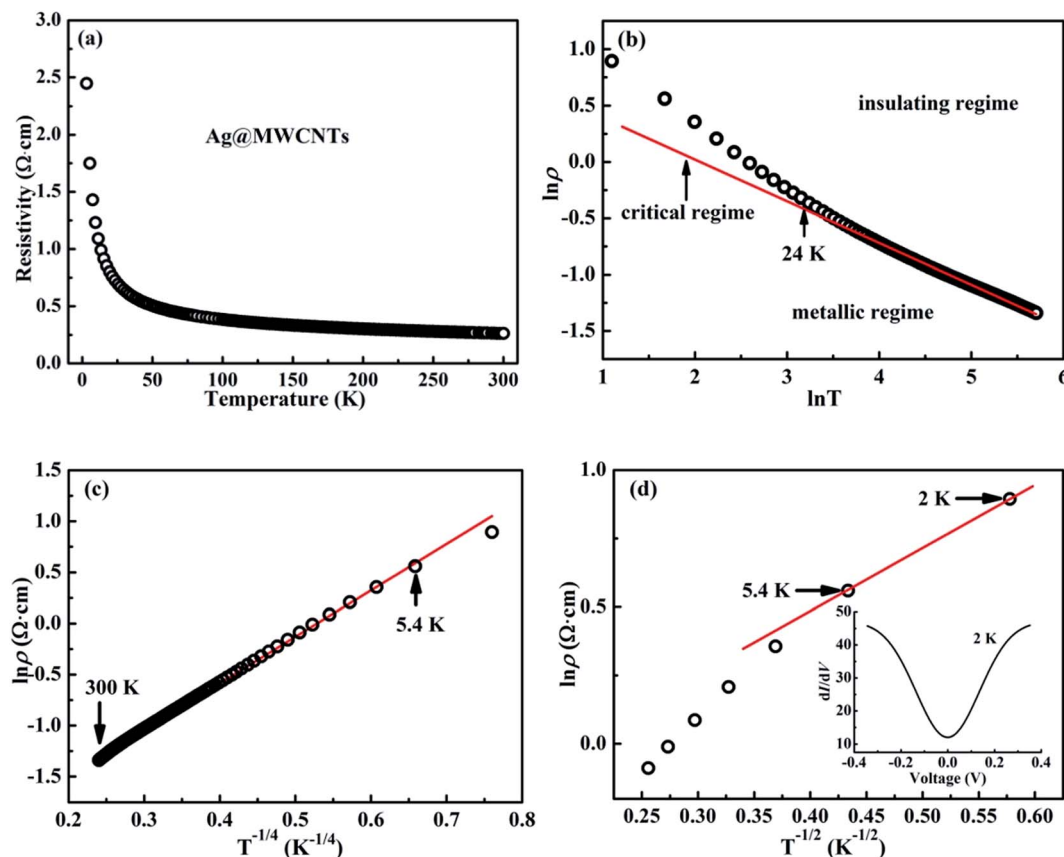 (a)
Ag@MWCNTs
Resistivity (Ω·cm)
3.0
2.5
2.0
1.5
1.0
0.5
0.0
0 50 100 150 200 250 300
Temperature (K)
(b)
insulating regime
critical regime
24 K
metallic regime
lnρ
1.0
0.5
0.0
-0.5
-1.0
-1.5
1 2 3 4 5 6
lnT
(c)
300 K
5.4 K
lnρ (Ω·cm)
1.5
1.0
0.5
0.0
-0.5
-1.0
-1.5
0.2 0.3 0.4 0.5 0.6 0.7 0.8
T^{-1/4} (K^{-1/4})
(d)
2 K
5.4 K
lnρ (Ω·cm)
1.0
0.5
0.0
0.25 0.30 0.35 0.40 0.45 0.50 0.55 0.60
T^{-1/2} (K^{-1/2})
2 K
dI/dV
50
40
30
20
10
-0.4 -0.2 0.0 0.2 0.4
Voltage (V)